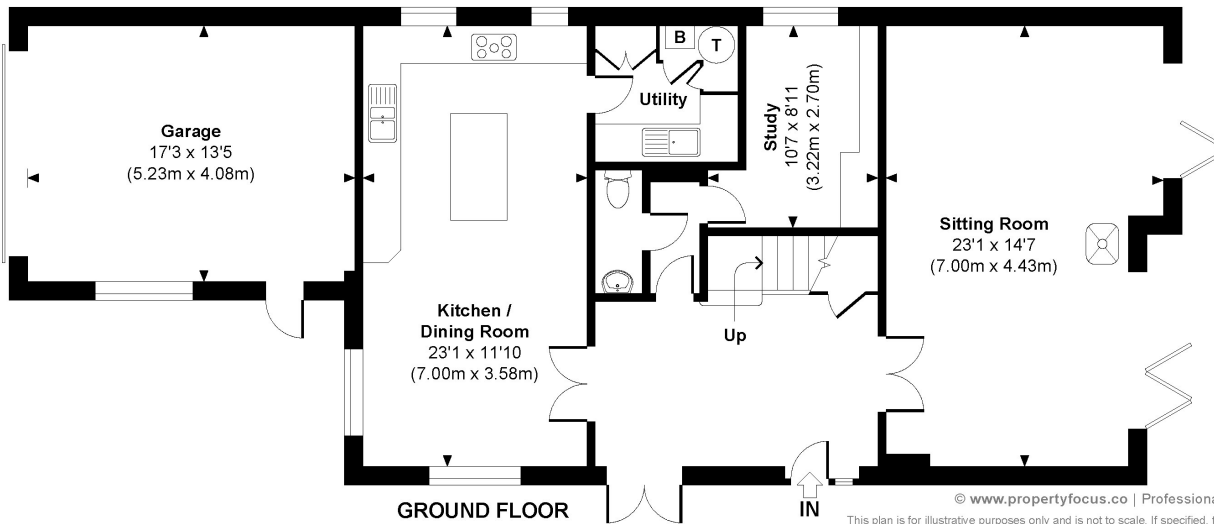 Garage
17'3 x 13'5
(5.23m x 4.08m)
Kitchen /
Dining Room
23'1 x 11'10
(7.00m x 3.58m)
B
T
Utility
Study
10'7 x 8'11
(3.22m x 2.70m)
Sitting Room
23'1 x 14'7
(7.00m x 4.43m)
Up
IN
GROUND FLOOR
© www.propertyfocus.co | Professiona
This plan is for illustrative purposes only and is not to scale. If specified, t